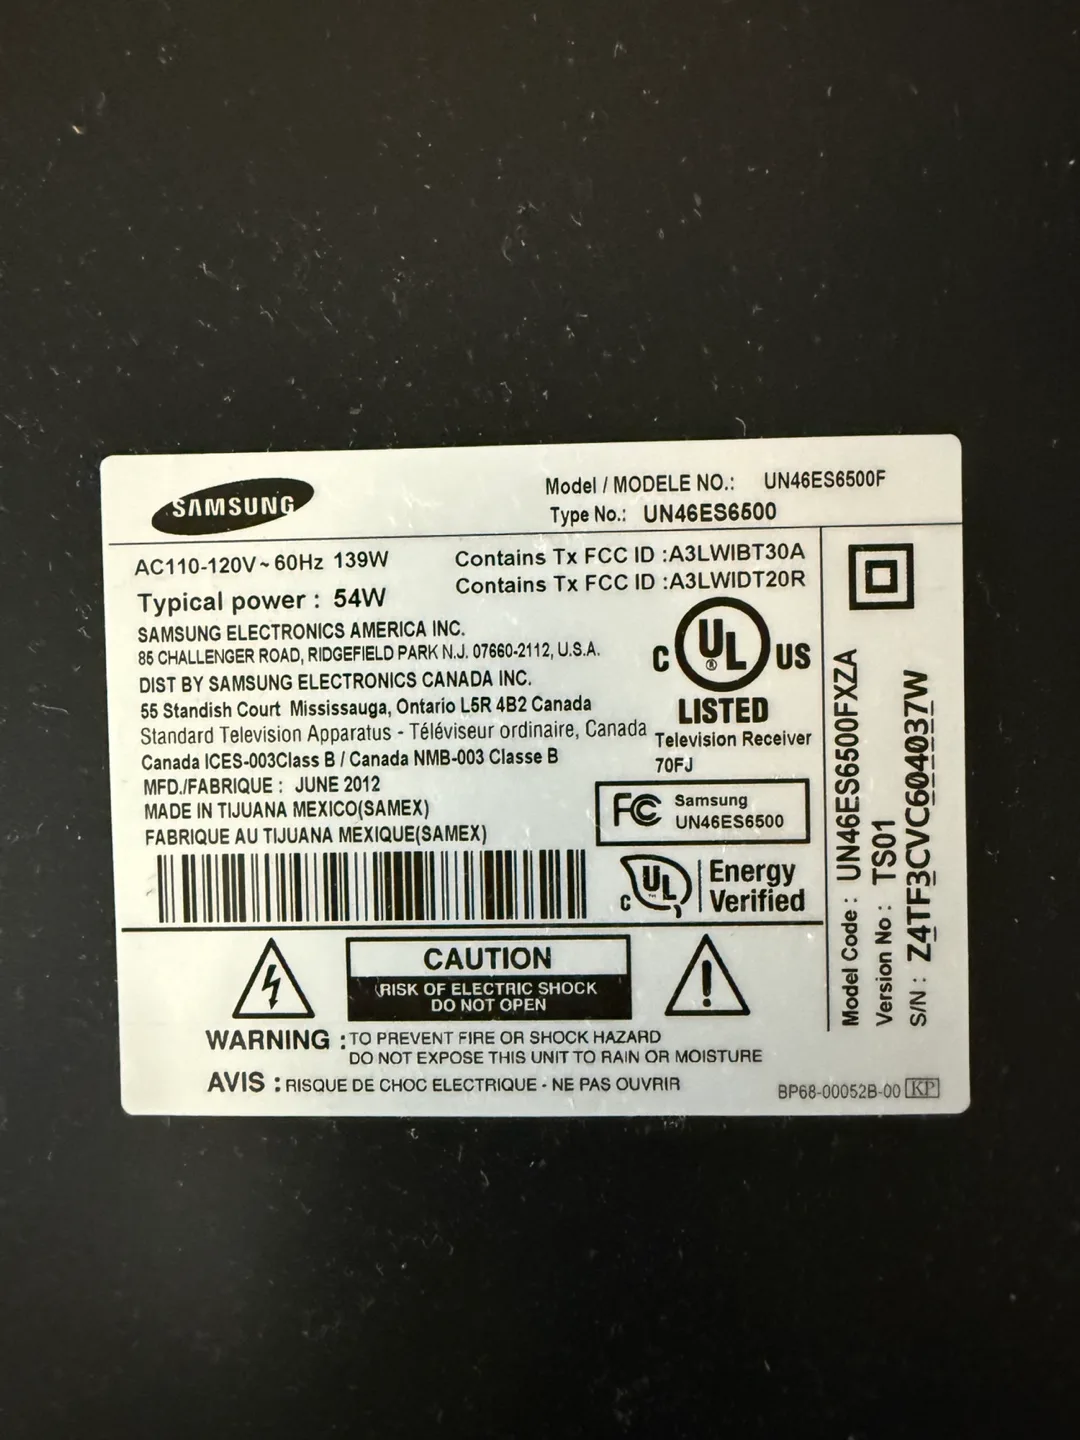 SAMSUNG
Model / MODELE NO.: UN46ES6500F
Type No.: UN46ES6500
AC110-120V ~ 60Hz 139W
Typical power : 54W
Contains Tx FCC ID :A3LWIBT30A
Contains Tx FCC ID :A3LWIDT20R
SAMSUNG ELECTRONICS AMERICA INC.
85 CHALLENGER ROAD, RIDGEFIELD PARK N.J. 07660-2112, U.S.A.
DIST BY SAMSUNG ELECTRONICS CANADA INC.
55 Standish Court Mississauga, Ontario L5R 4B2 Canada
Standard Television Apparatus - Téléviseur ordinaire, Canada
Canada ICES-003Class B / Canada NMB-003 Classe B
MFD./FABRIQUE : JUNE 2012
MADE IN TIJUANA MEXICO(SAMEX)
FABRIQUE AU TIJUANA MEXIQUE(SAMEX)
C UL ® US
LISTED
Television Receiver
70FJ
FC Samsung
UN46ES6500
C UL ™ Energy
Verified
Model Code : UN46ES6500FXZA
Version No : TS01
S/N : Z4TF3CVC604037W
CAUTION
RISK OF ELECTRIC SHOCK
DO NOT OPEN
WARNING : TO PREVENT FIRE OR SHOCK HAZARD
DO NOT EXPOSE THIS UNIT TO RAIN OR MOISTURE
AVIS : RISQUE DE CHOC ELECTRIQUE - NE PAS OUVRIR
BP68-00052B-00 KP